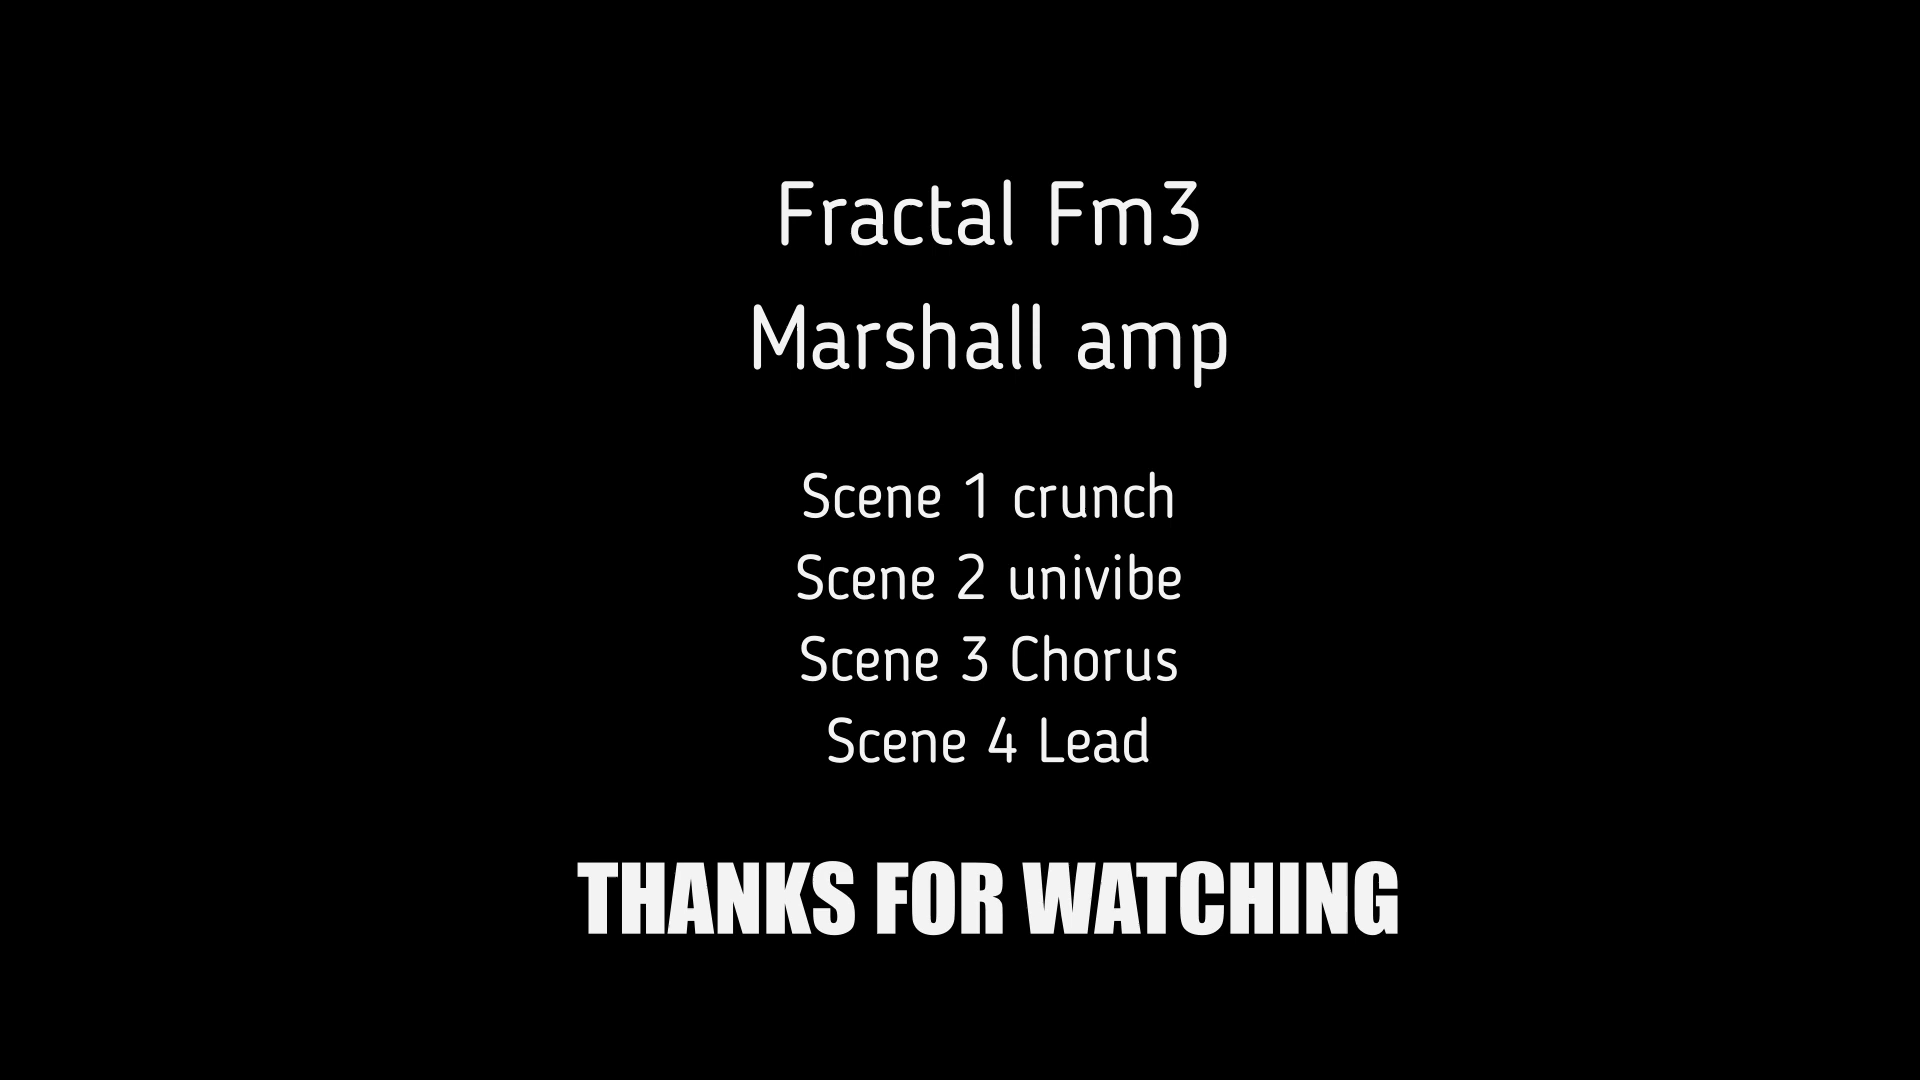 Fractal Fm3
Marshall amp
Scene 1 crunch
Scene 2 univibe
Scene 3 Chorus
Scene 4 Lead
THANKS FOR WATCHING